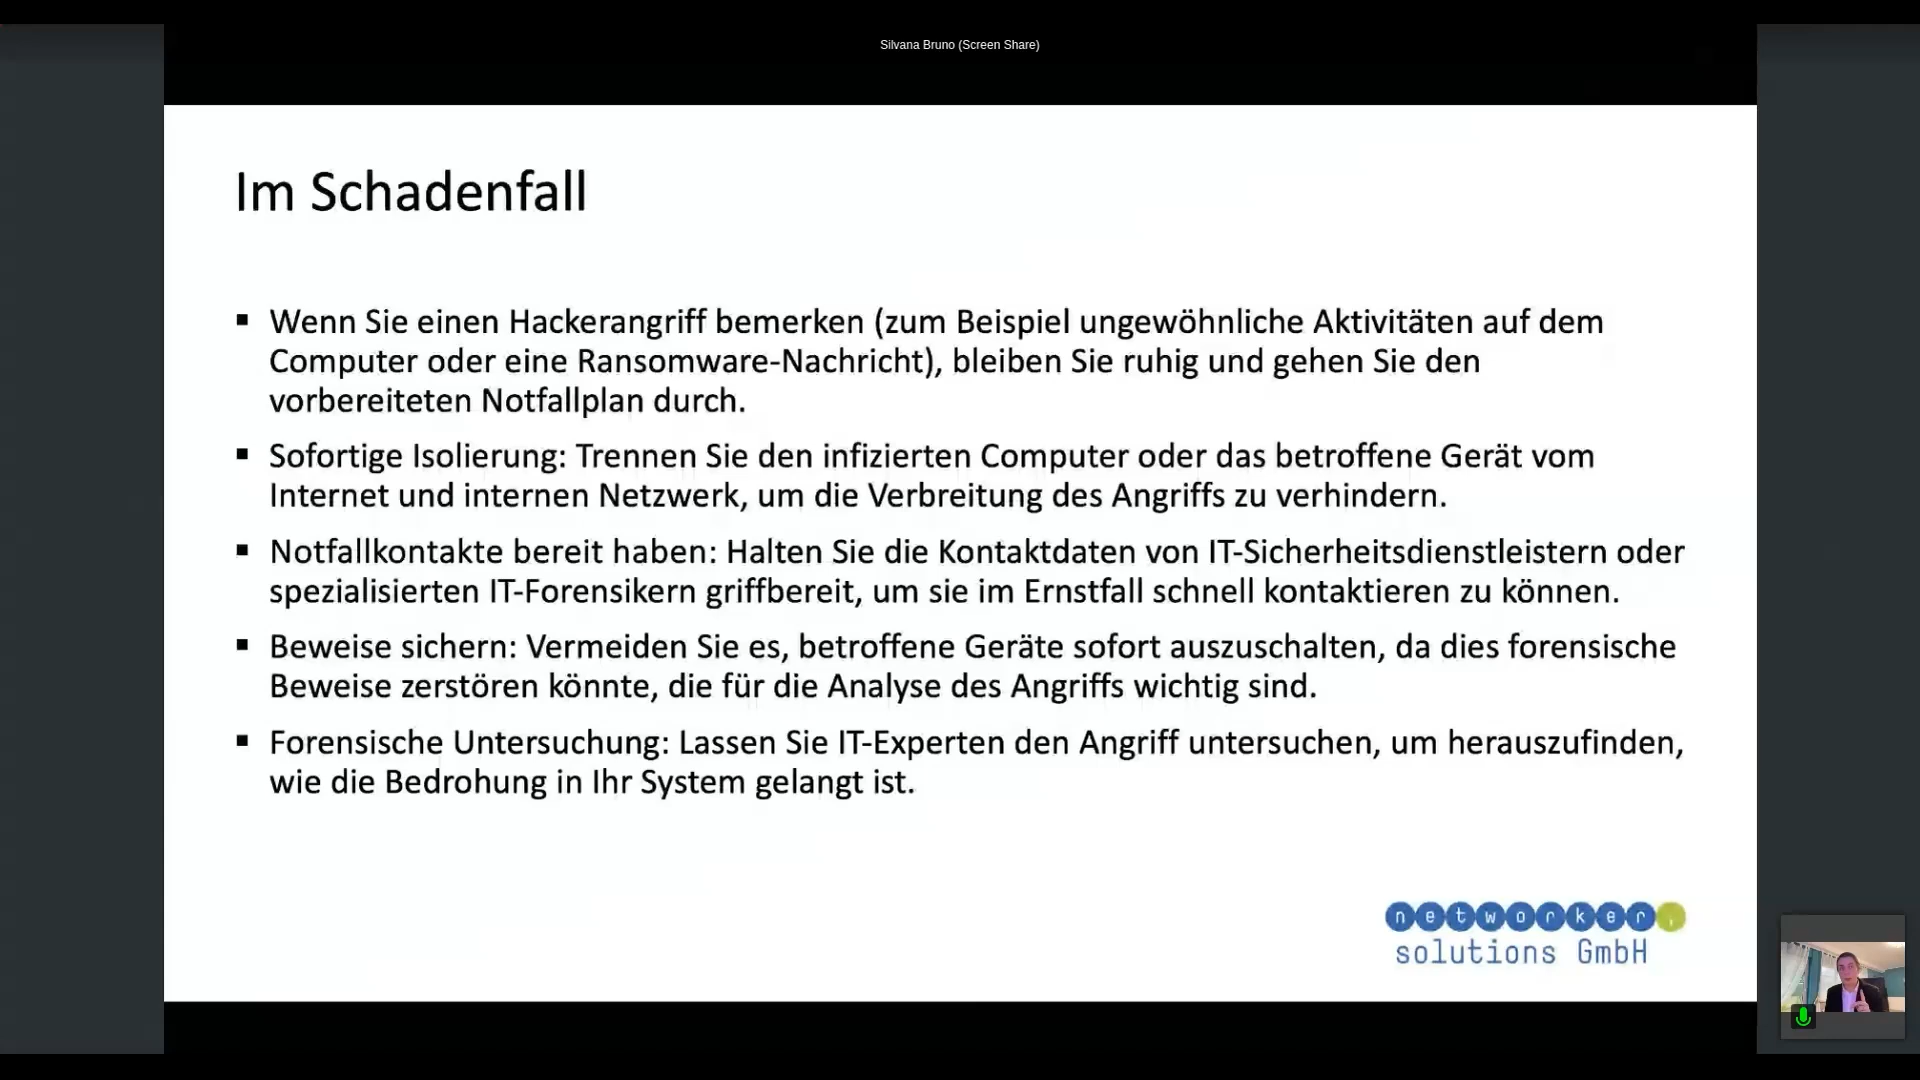 Silvana Bruno (Screen Share)
Im Schadenfall
▪ Wenn Sie einen Hackerangriff bemerken (zum Beispiel ungewöhnliche Aktivitäten auf dem
Computer oder eine Ransomware-Nachricht), bleiben Sie ruhig und gehen Sie den
vorbereiteten Notfallplan durch.
▪ Sofortige Isolierung: Trennen Sie den infizierten Computer oder das betroffene Gerät vom
Internet und internen Netzwerk, um die Verbreitung des Angriffs zu verhindern.
▪ Notfallkontakte bereit haben: Halten Sie die Kontaktdaten von IT-Sicherheitsdienstleistern oder
spezialisierten IT-Forensikern griffbereit, um sie im Ernstfall schnell kontaktieren zu können.
▪ Beweise sichern: Vermeiden Sie es, betroffene Geräte sofort auszuschalten, da dies forensische
Beweise zerstören könnte, die für die Analyse des Angriffs wichtig sind.
▪ Forensische Untersuchung: Lassen Sie IT-Experten den Angriff untersuchen, um herauszufinden,
wie die Bedrohung in Ihr System gelangt ist.
networker,
solutions GmbH